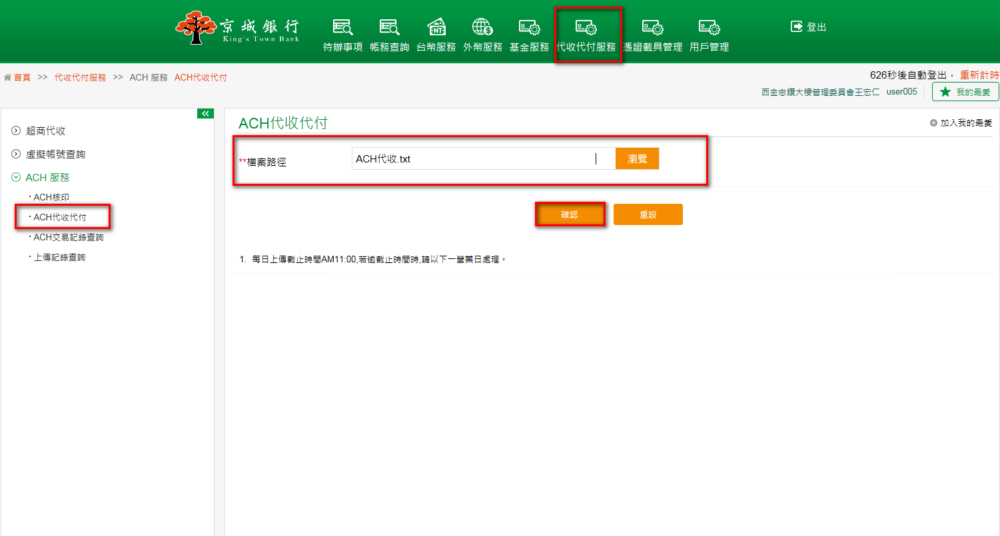 京城銀行
King's Town Bank
待辦事項
帳務查詢
NT
台幣服務
$
外幣服務
基金服務
代收代付服務
憑證載具管理
用戶管理
登出
首頁 >> 代收代付服務 >> ACH 服務 ACH代收代付
626秒後自動登出， 重新計時
西金忠鑽大樓管理委員會王宏仁 user005
我的最愛
超商代收
虛擬帳號查詢
ACH 服務
·ACH核印
·ACH代收代付
·ACH交易記錄查詢
·上傳記錄查詢
ACH代收代付
加入我的最愛
**檔案路徑
ACH代收.txt
瀏覽
確認
重設
1. 每日上傳截止時間AM11:00,若逾截止時間時,請以下一營業日處理。